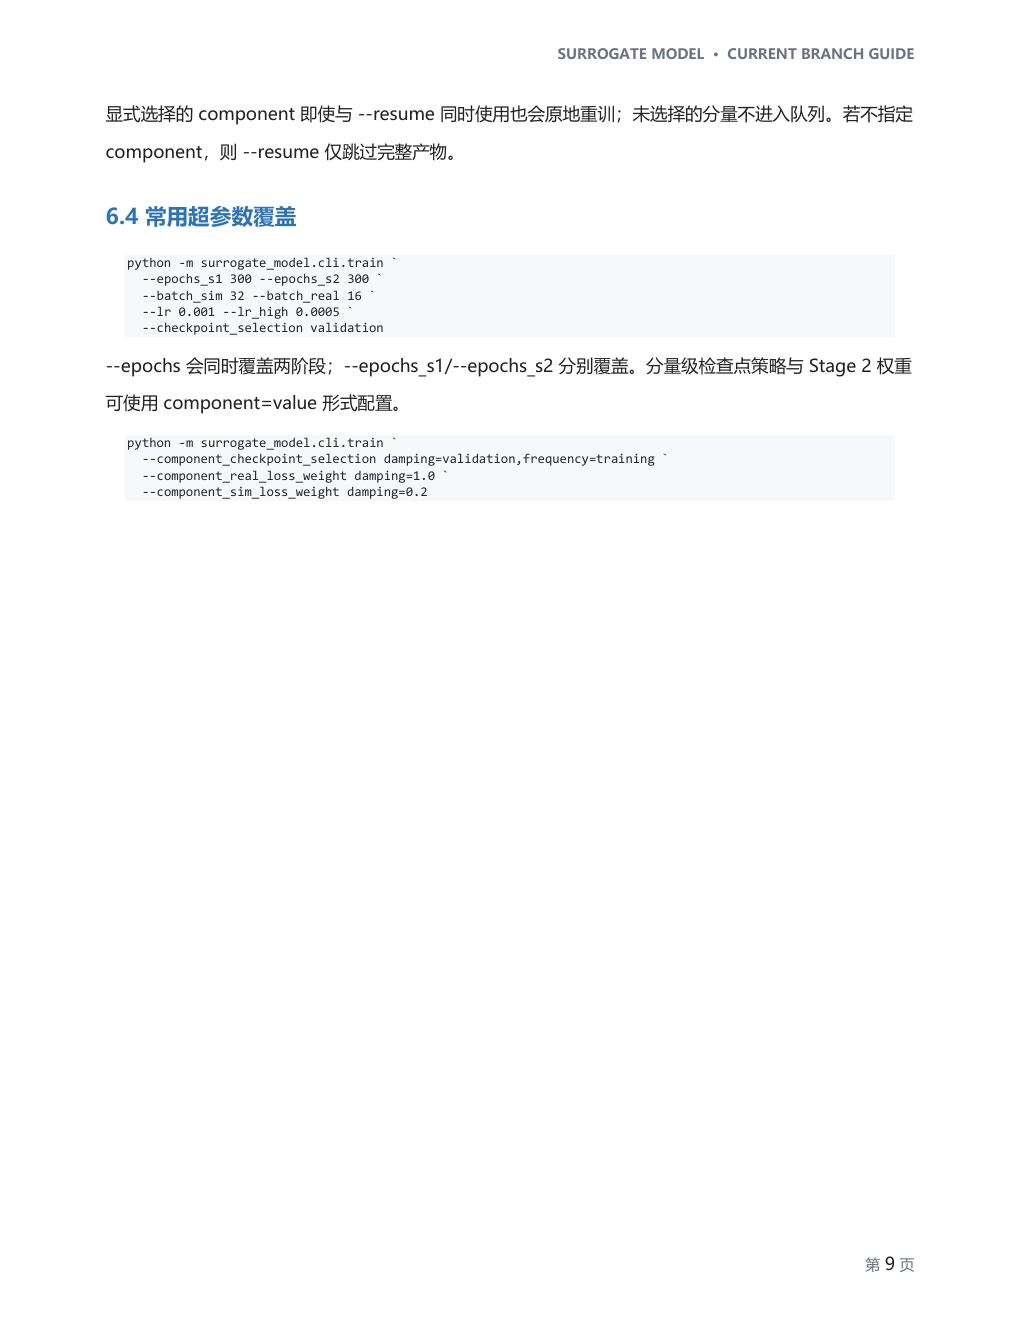 SURROGATE MODEL • CURRENT BRANCH GUIDE
显式选择的 component 即使与 --resume 同时使用也会原地重训；未选择的分量不进入队列。若不指定
component，则 --resume 仅跳过完整产物。
6.4 常用超参数覆盖
python -m surrogate_model.cli.train `
  --epochs_s1 300 --epochs_s2 300 `
  --batch_sim 32 --batch_real 16 `
  --lr 0.001 --lr_high 0.0005 `
  --checkpoint_selection validation
--epochs 会同时覆盖两阶段；--epochs_s1/--epochs_s2 分别覆盖。分量级检查点策略与 Stage 2 权重
可使用 component=value 形式配置。
python -m surrogate_model.cli.train `
  --component_checkpoint_selection damping=validation,frequency=training `
  --component_real_loss_weight damping=1.0 `
  --component_sim_loss_weight damping=0.2
第 9 页